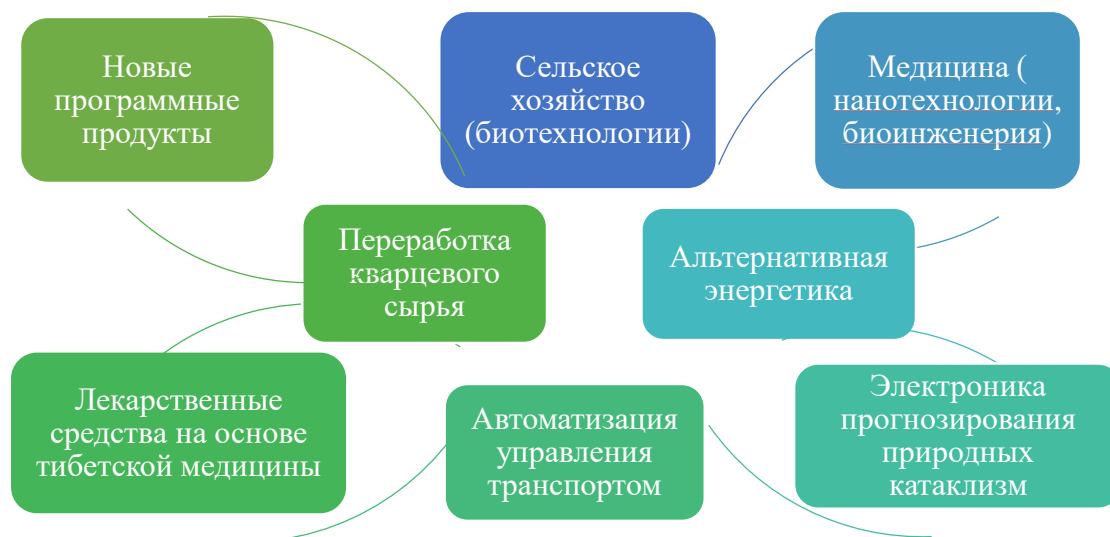 Новые
программные
продукты
Сельское
хозяйство
(биотехнологии)
Медицина (
нанотехнологии,
биоинженерия)
Переработка
кварцевого
сырья
Альтернативная
энергетика
Лекарственные
средства на основе
тибетской медицины
Автоматизация
управления
транспортом
Электроника
прогнозирования
природных
катаклизм